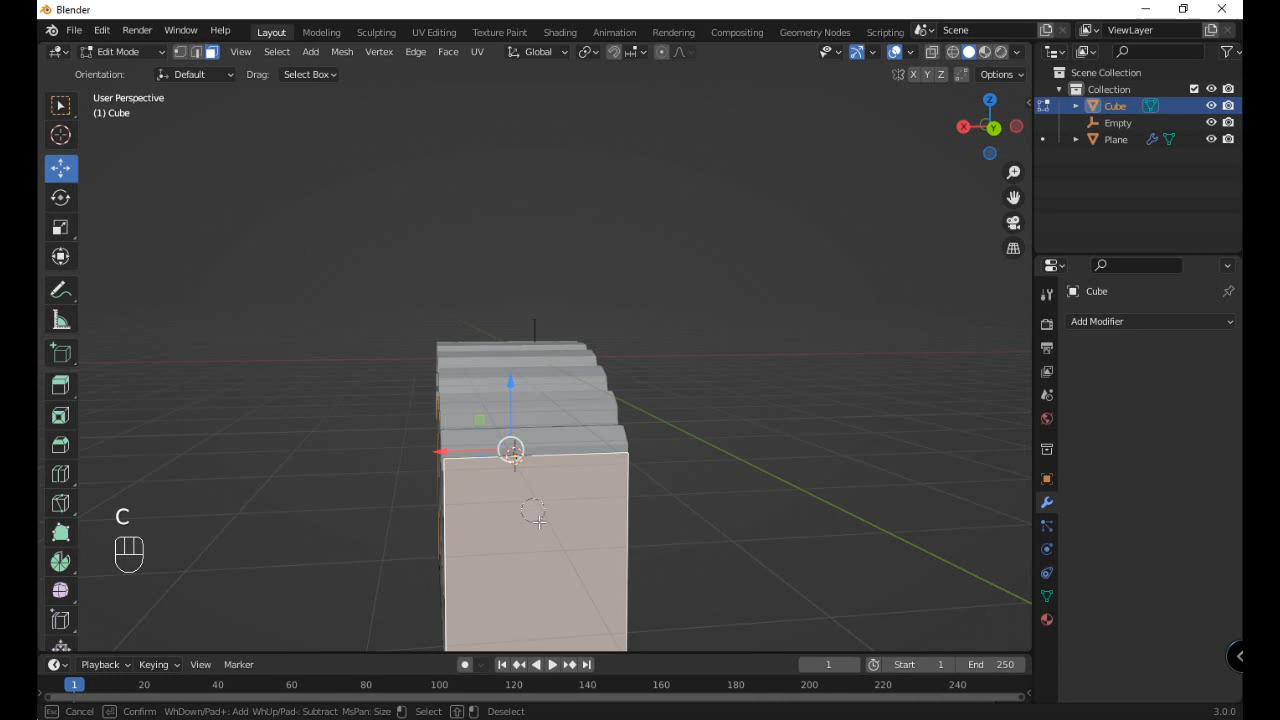 Blender
File Edit Render Window Help Layout Modeling Sculpting UV Editing Texture Paint Shading Animation Rendering Compositing Geometry Nodes Scripting Scene ViewLayer
Edit Mode View Select Add Mesh Vertex Edge Face UV Global
Orientation: Default Drag: Select Box X Y Z Options
Scene Collection
Collection
User Perspective
(1) Cube
Cube
Empty
Plane
Z
X
Y
Cube
Add Modifier
C
Playback Keying View Marker 1 Start 1 End 250
1 20 40 60 80 100 120 140 160 180 200 220 240
Esc Cancel Confirm WhDown/Pad+: Add WhUp/Pad-: Subtract MsPan: Size Select Deselect 3.0.0